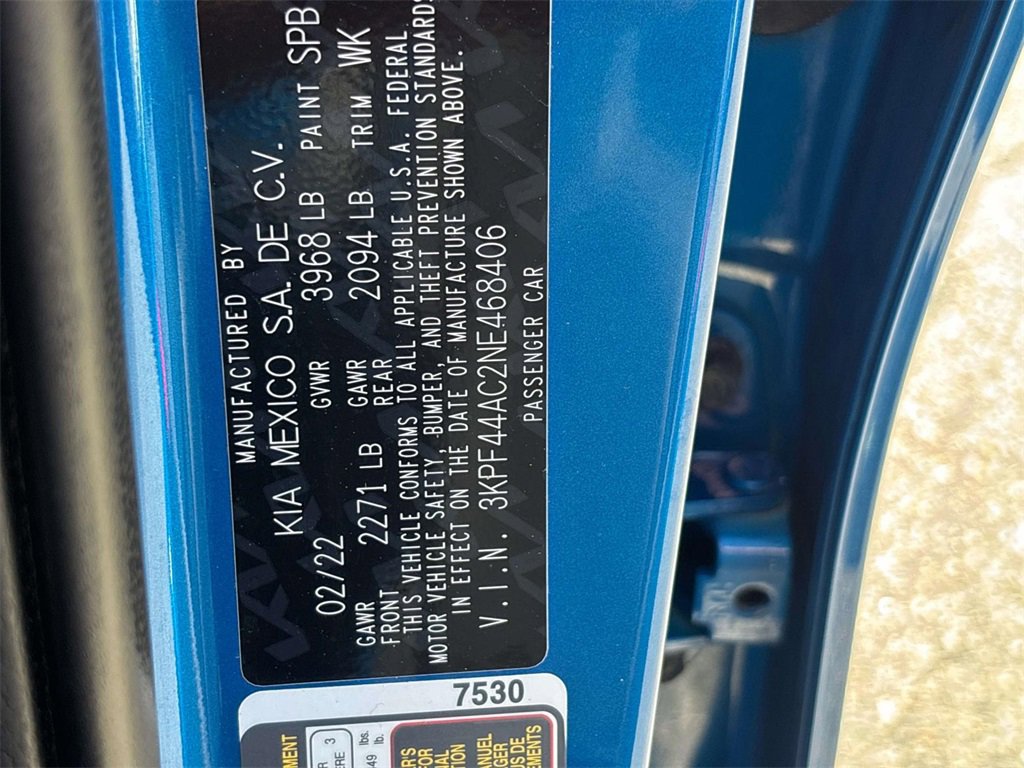 MANUFACTURED BY
KIA MEXICO S.A. DE C.V.
02/22 GVWR 3968 LB PAINT SPB
GAWR FRONT 2271 LB GAWR REAR 2094 LB TRIM WK
THIS VEHICLE CONFORMS TO ALL APPLICABLE U.S.A. FEDERAL
MOTOR VEHICLE SAFETY, BUMPER, AND THEFT PREVENTION STANDARDS
IN EFFECT ON THE DATE OF MANUFACTURE SHOWN ABOVE.
V.I.N. 3KPF44AC2NE468406
PASSENGER CAR
7530
lbs.
lb.